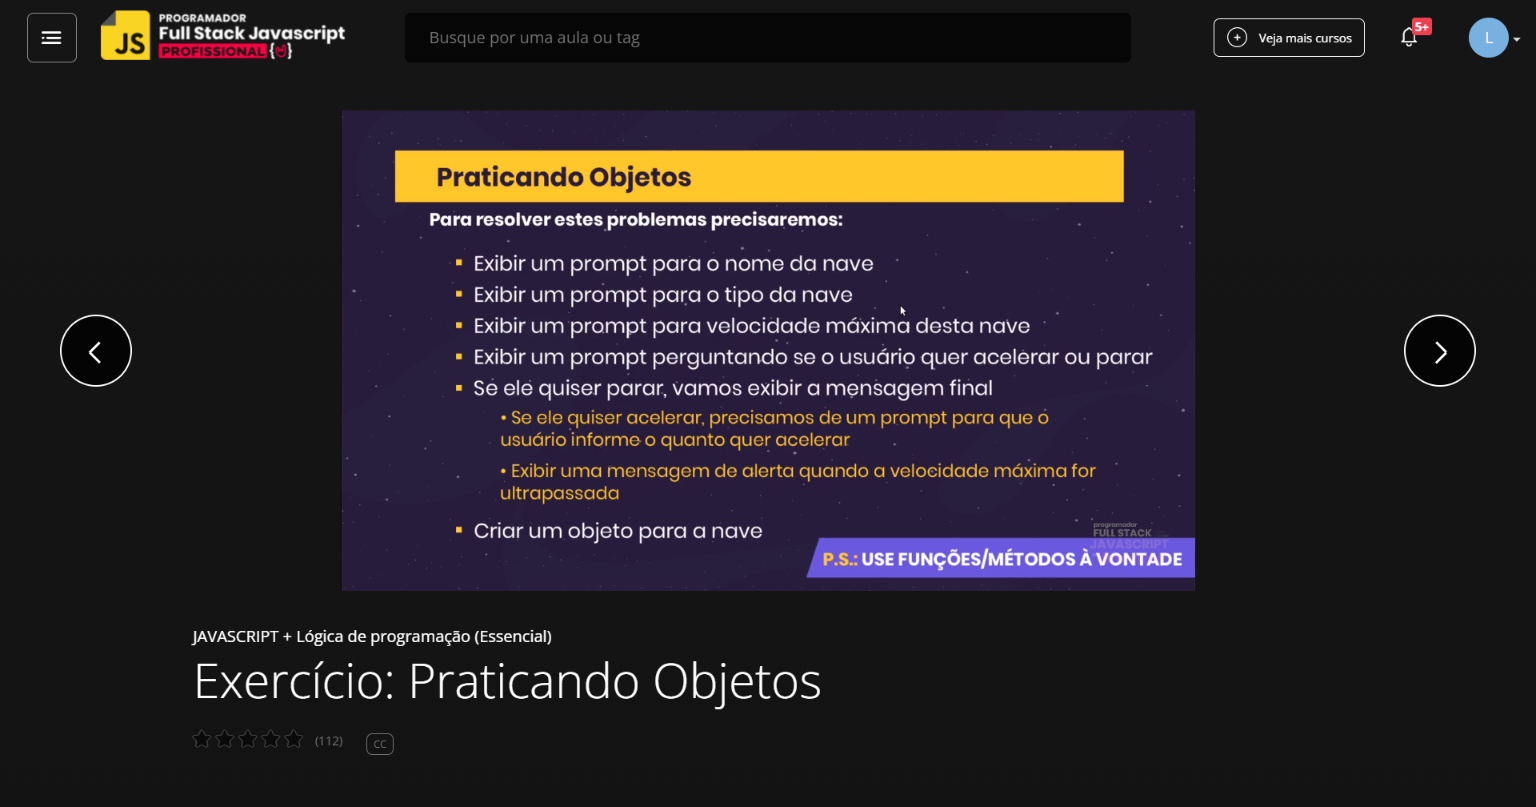 JS
PROGRAMADOR
Full Stack Javascript
PROFISSIONAL
Busque por uma aula ou tag
Veja mais cursos
5+
L
Praticando Objetos
Para resolver estes problemas precisaremos:
▪ Exibir um prompt para o nome da nave
▪ Exibir um prompt para o tipo da nave
▪ Exibir um prompt para velocidade máxima desta nave
▪ Exibir um prompt perguntando se o usuário quer acelerar ou parar
▪ Se ele quiser parar, vamos exibir a mensagem final
• Se ele quiser acelerar, precisamos de um prompt para que o
usuário informe o quanto quer acelerar
• Exibir uma mensagem de alerta quando a velocidade máxima for
ultrapassada
▪ Criar um objeto para a nave
programador
FULL STACK
JAVASCRIPT
P.S.: USE FUNÇÕES/MÉTODOS À VONTADE
JAVASCRIPT + Lógica de programação (Essencial)
Exercício: Praticando Objetos
(112)
CC